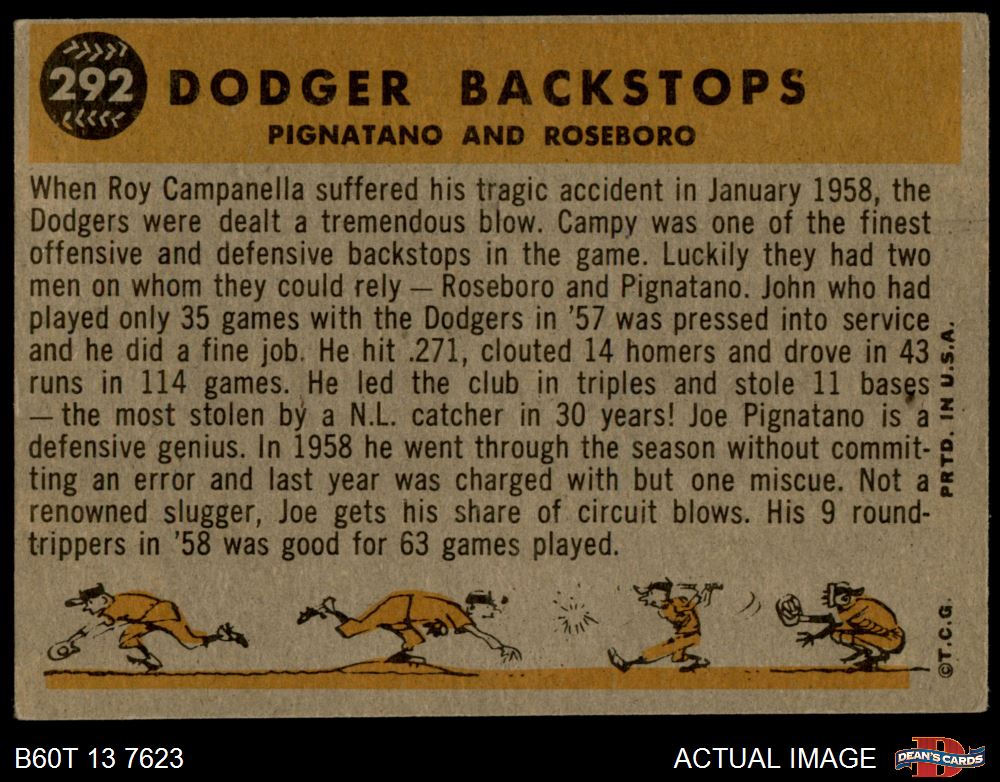 292
DODGER BACKSTOPS
PIGNATANO AND ROSEBORO
When Roy Campanella suffered his tragic accident in January 1958, the
Dodgers were dealt a tremendous blow. Campy was one of the finest
offensive and defensive backstops in the game. Luckily they had two
men on whom they could rely — Roseboro and Pignatano. John who had
played only 35 games with the Dodgers in '57 was pressed into service
and he did a fine job. He hit .271, clouted 14 homers and drove in 43
runs in 114 games. He led the club in triples and stole 11 bases
— the most stolen by a N.L. catcher in 30 years! Joe Pignatano is a
defensive genius. In 1958 he went through the season without commit-
ting an error and last year was charged with but one miscue. Not a
renowned slugger, Joe gets his share of circuit blows. His 9 round-
trippers in '58 was good for 63 games played.
PRTD. IN U.S.A.
©T.C.G.
B60T 13 7623
ACTUAL IMAGE
D
DEAN'S CARDS